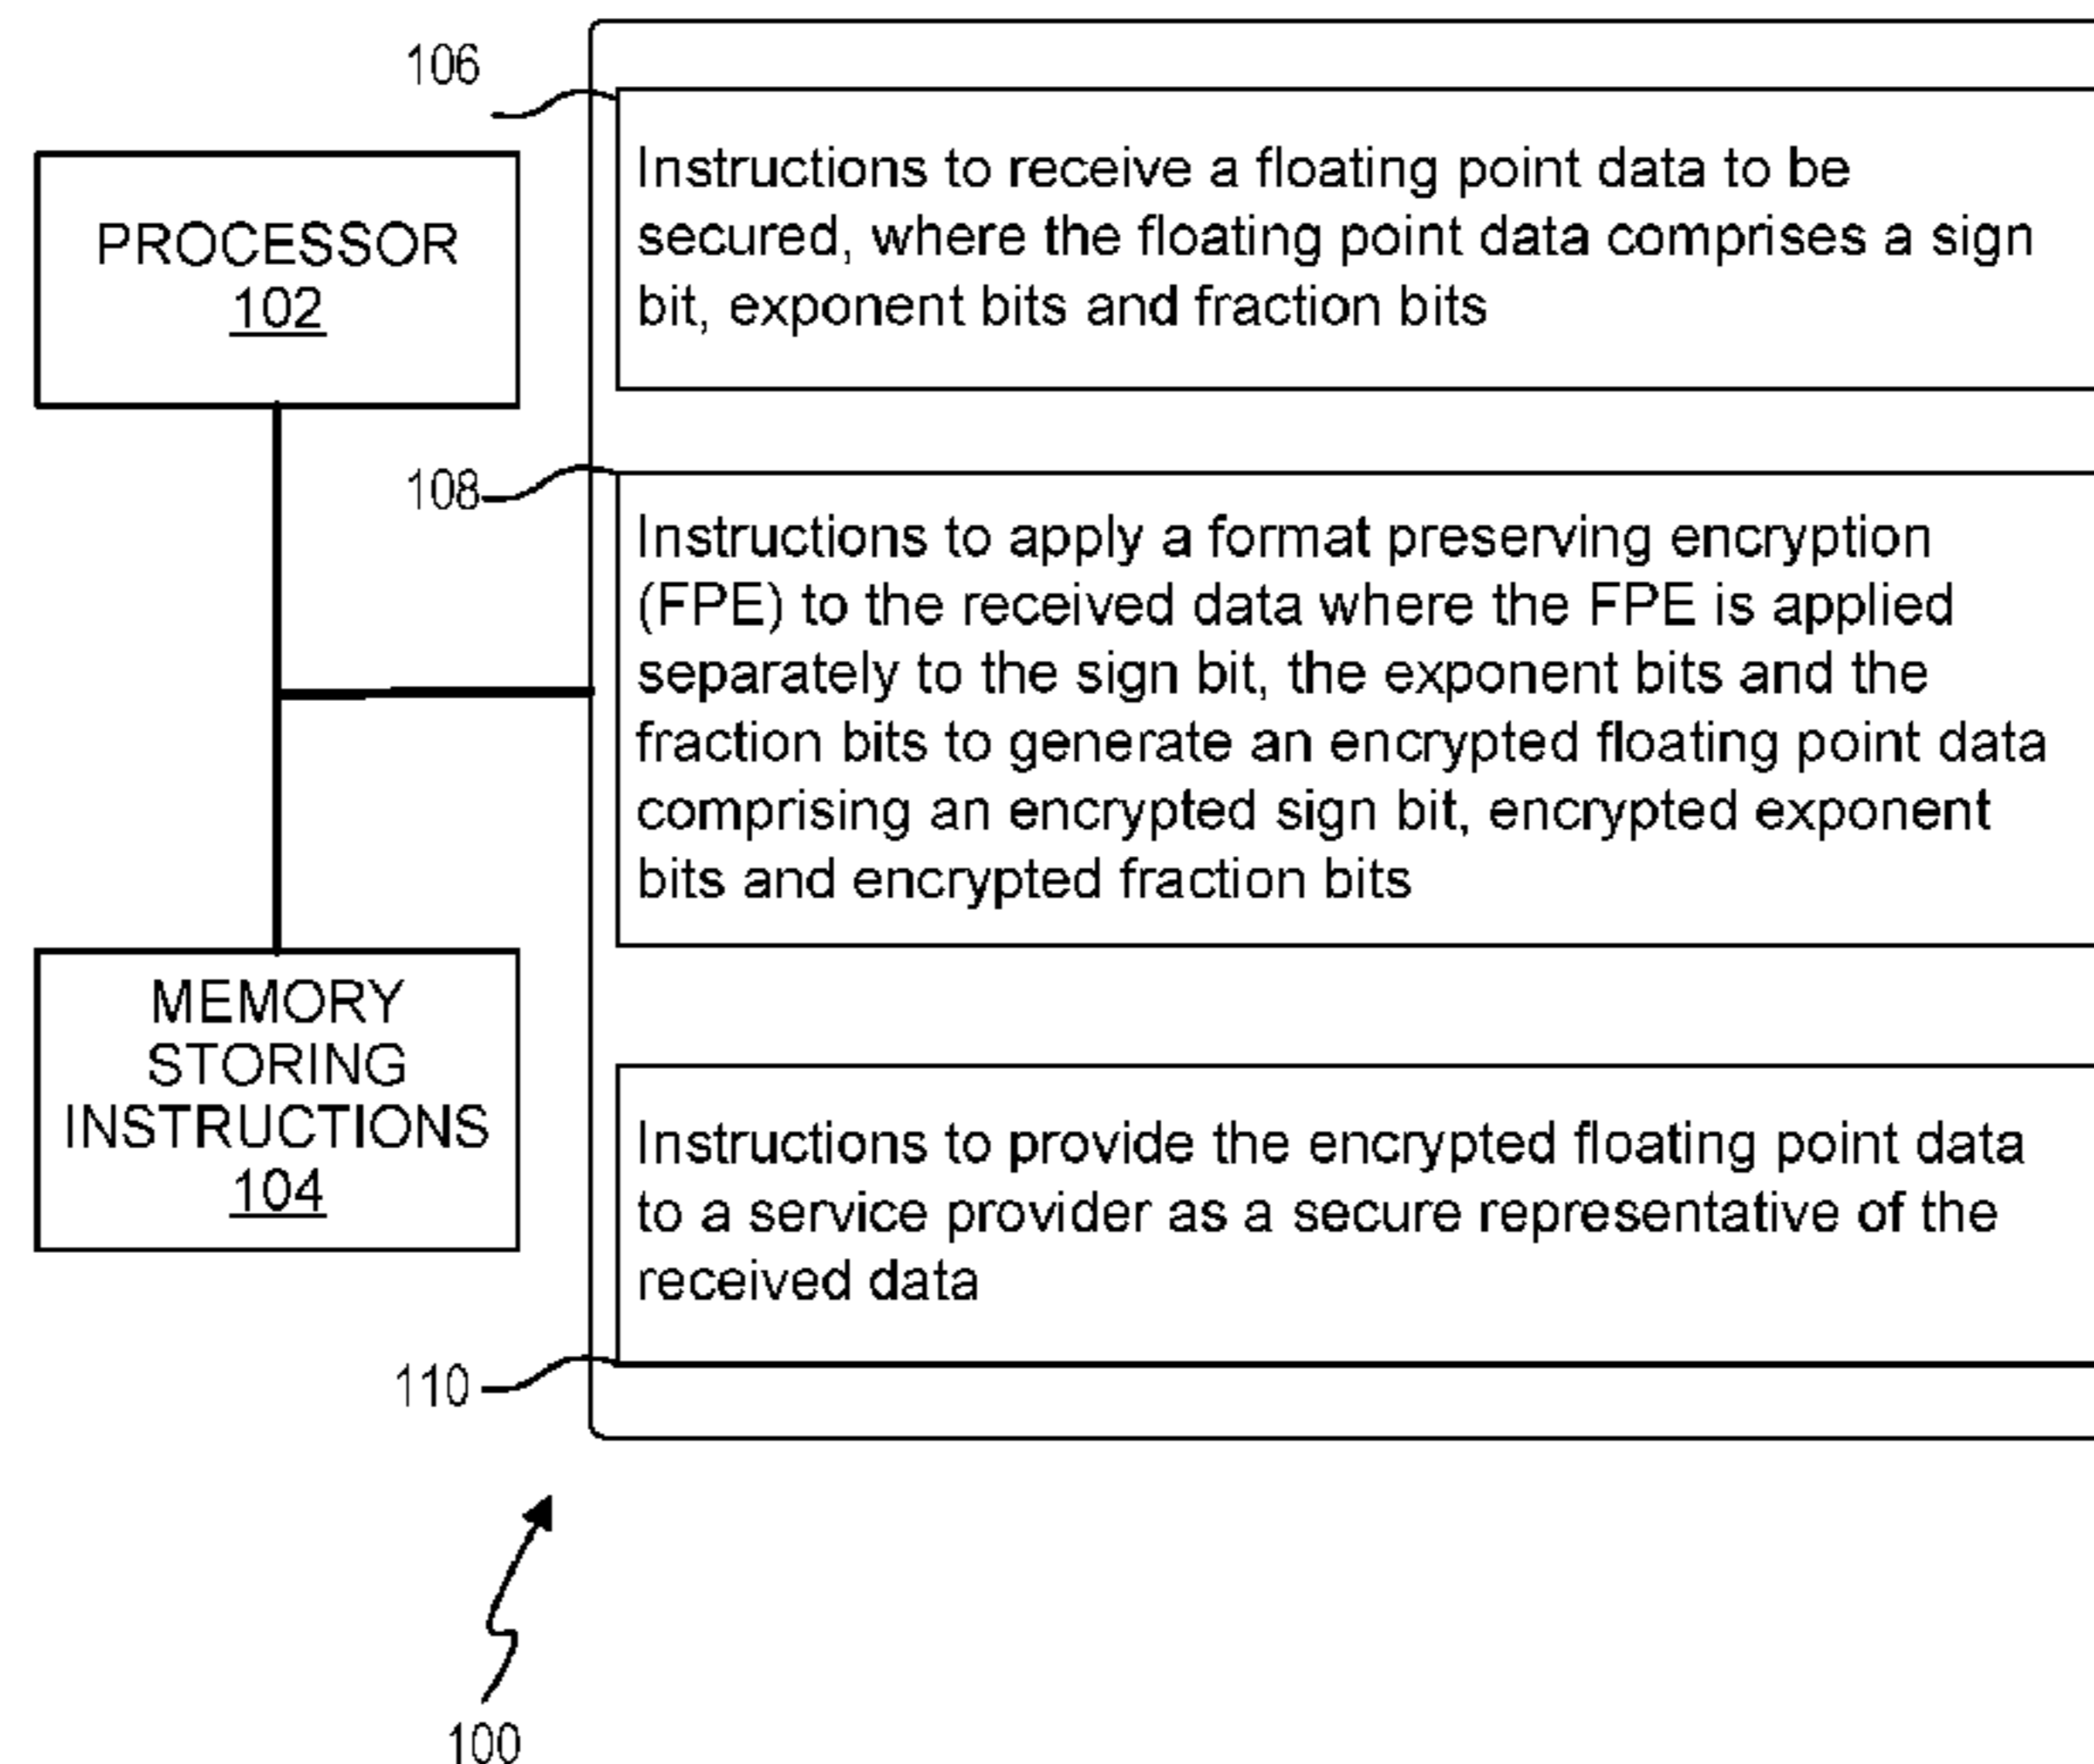 106
PROCESSOR
102
Instructions to receive a floating point data to be
secured, where the floating point data comprises a sign
bit, exponent bits and fraction bits
108
Instructions to apply a format preserving encryption
(FPE) to the received data where the FPE is applied
separately to the sign bit, the exponent bits and the
fraction bits to generate an encrypted floating point data
comprising an encrypted sign bit, encrypted exponent
bits and encrypted fraction bits
MEMORY
STORING
INSTRUCTIONS
104
Instructions to provide the encrypted floating point data
to a service provider as a secure representative of the
received data
110
100